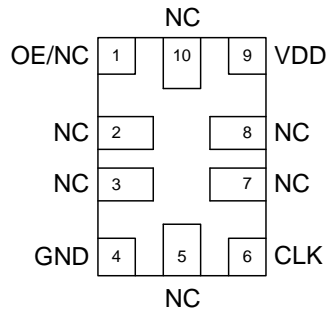 NC
OE/NC 1 10 9 VDD
NC 2 8 NC
NC 3 7 NC
GND 4 5 6 CLK
NC